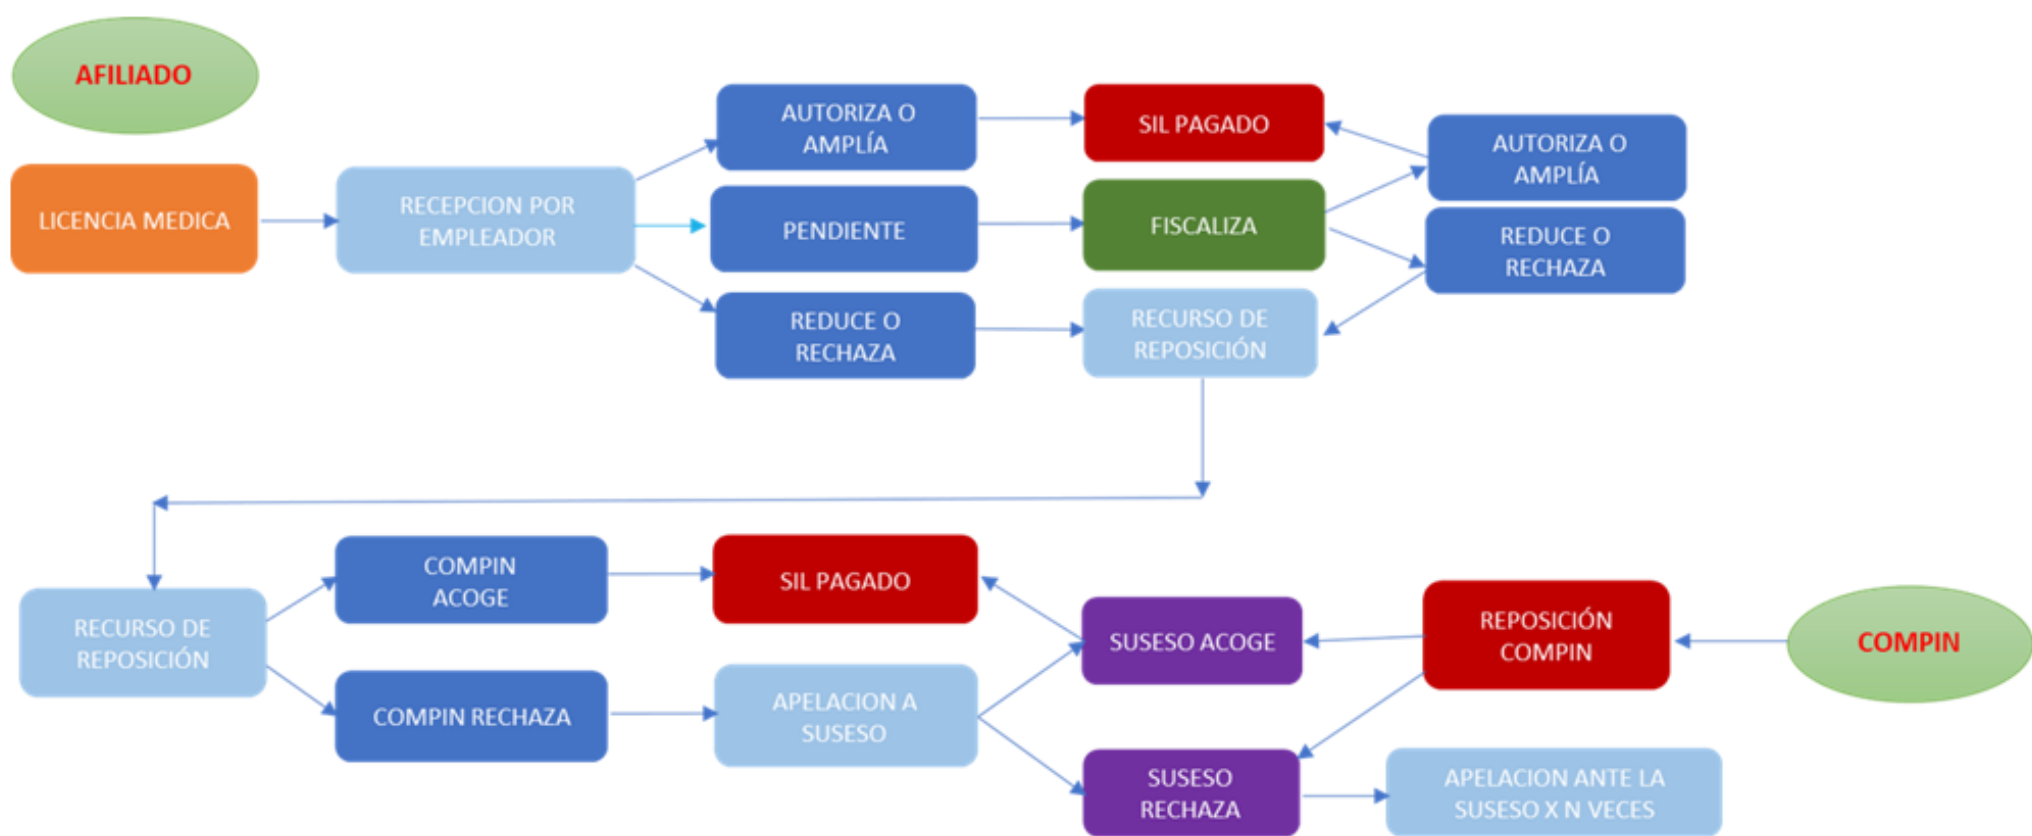 AFILIADO
LICENCIA MEDICA
RECEPCION POR
EMPLEADOR
AUTORIZA O
AMPLÍA
PENDIENTE
REDUCE O
RECHAZA
SIL PAGADO
FISCALIZA
RECURSO DE
REPOSICIÓN
AUTORIZA O
AMPLÍA
REDUCE O
RECHAZA
RECURSO DE
REPOSICIÓN
COMPIN
ACOGE
COMPIN RECHAZA
SIL PAGADO
APELACION A
SUSESO
SUSESO ACOGE
SUSESO
RECHAZA
REPOSICIÓN
COMPIN
APELACION ANTE LA
SUSESO X N VECES
COMPIN